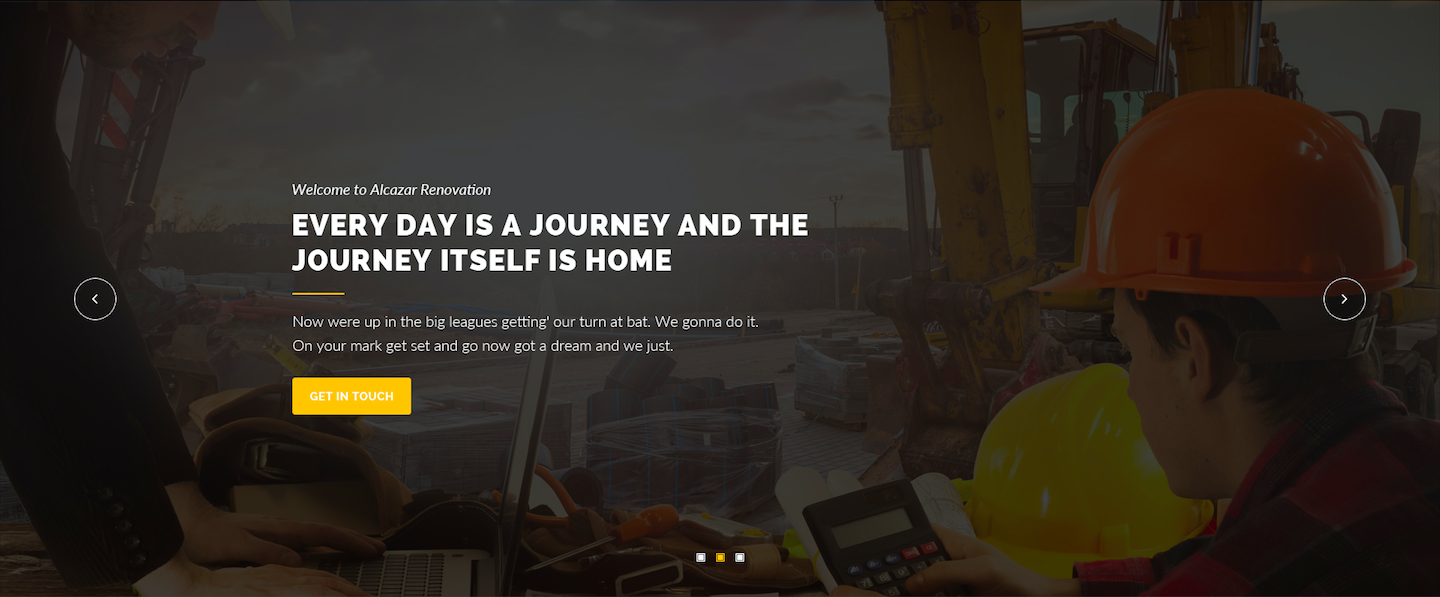 Welcome to Alcazar Renovation
EVERY DAY IS A JOURNEY AND THE
JOURNEY ITSELF IS HOME
Now were up in the big leagues getting' our turn at bat. We gonna do it.
On your mark get set and go now got a dream and we just.
GET IN TOUCH